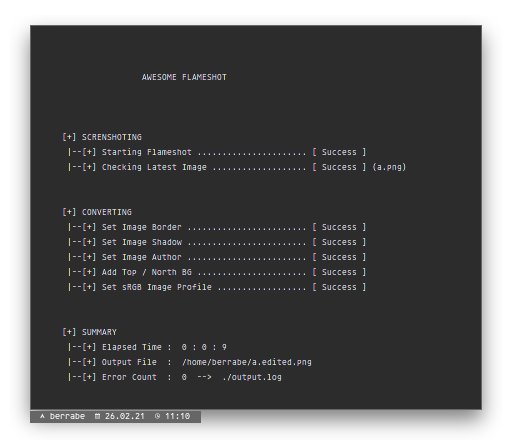 AWESOME FLAMESHOT
[+] SCRENSHOTING
|--[+] Starting Flameshot ...................... [ Success ]
|--[+] Checking Latest Image ................... [ Success ] (a.png)
[+] CONVERTING
|--[+] Set Image Border ........................ [ Success ]
|--[+] Set Image Shadow ........................ [ Success ]
|--[+] Set Image Author ........................ [ Success ]
|--[+] Add Top / North BG ...................... [ Success ]
|--[+] Set sRGB Image Profile .................. [ Success ]
[+] SUMMARY
|--[+] Elapsed Time :  0 : 0 : 9
|--[+] Output File  :  /home/berrabe/a.edited.png
|--[+] Error Count  :  0  -->  ./output.log
berrabe 26.02.21 11:10